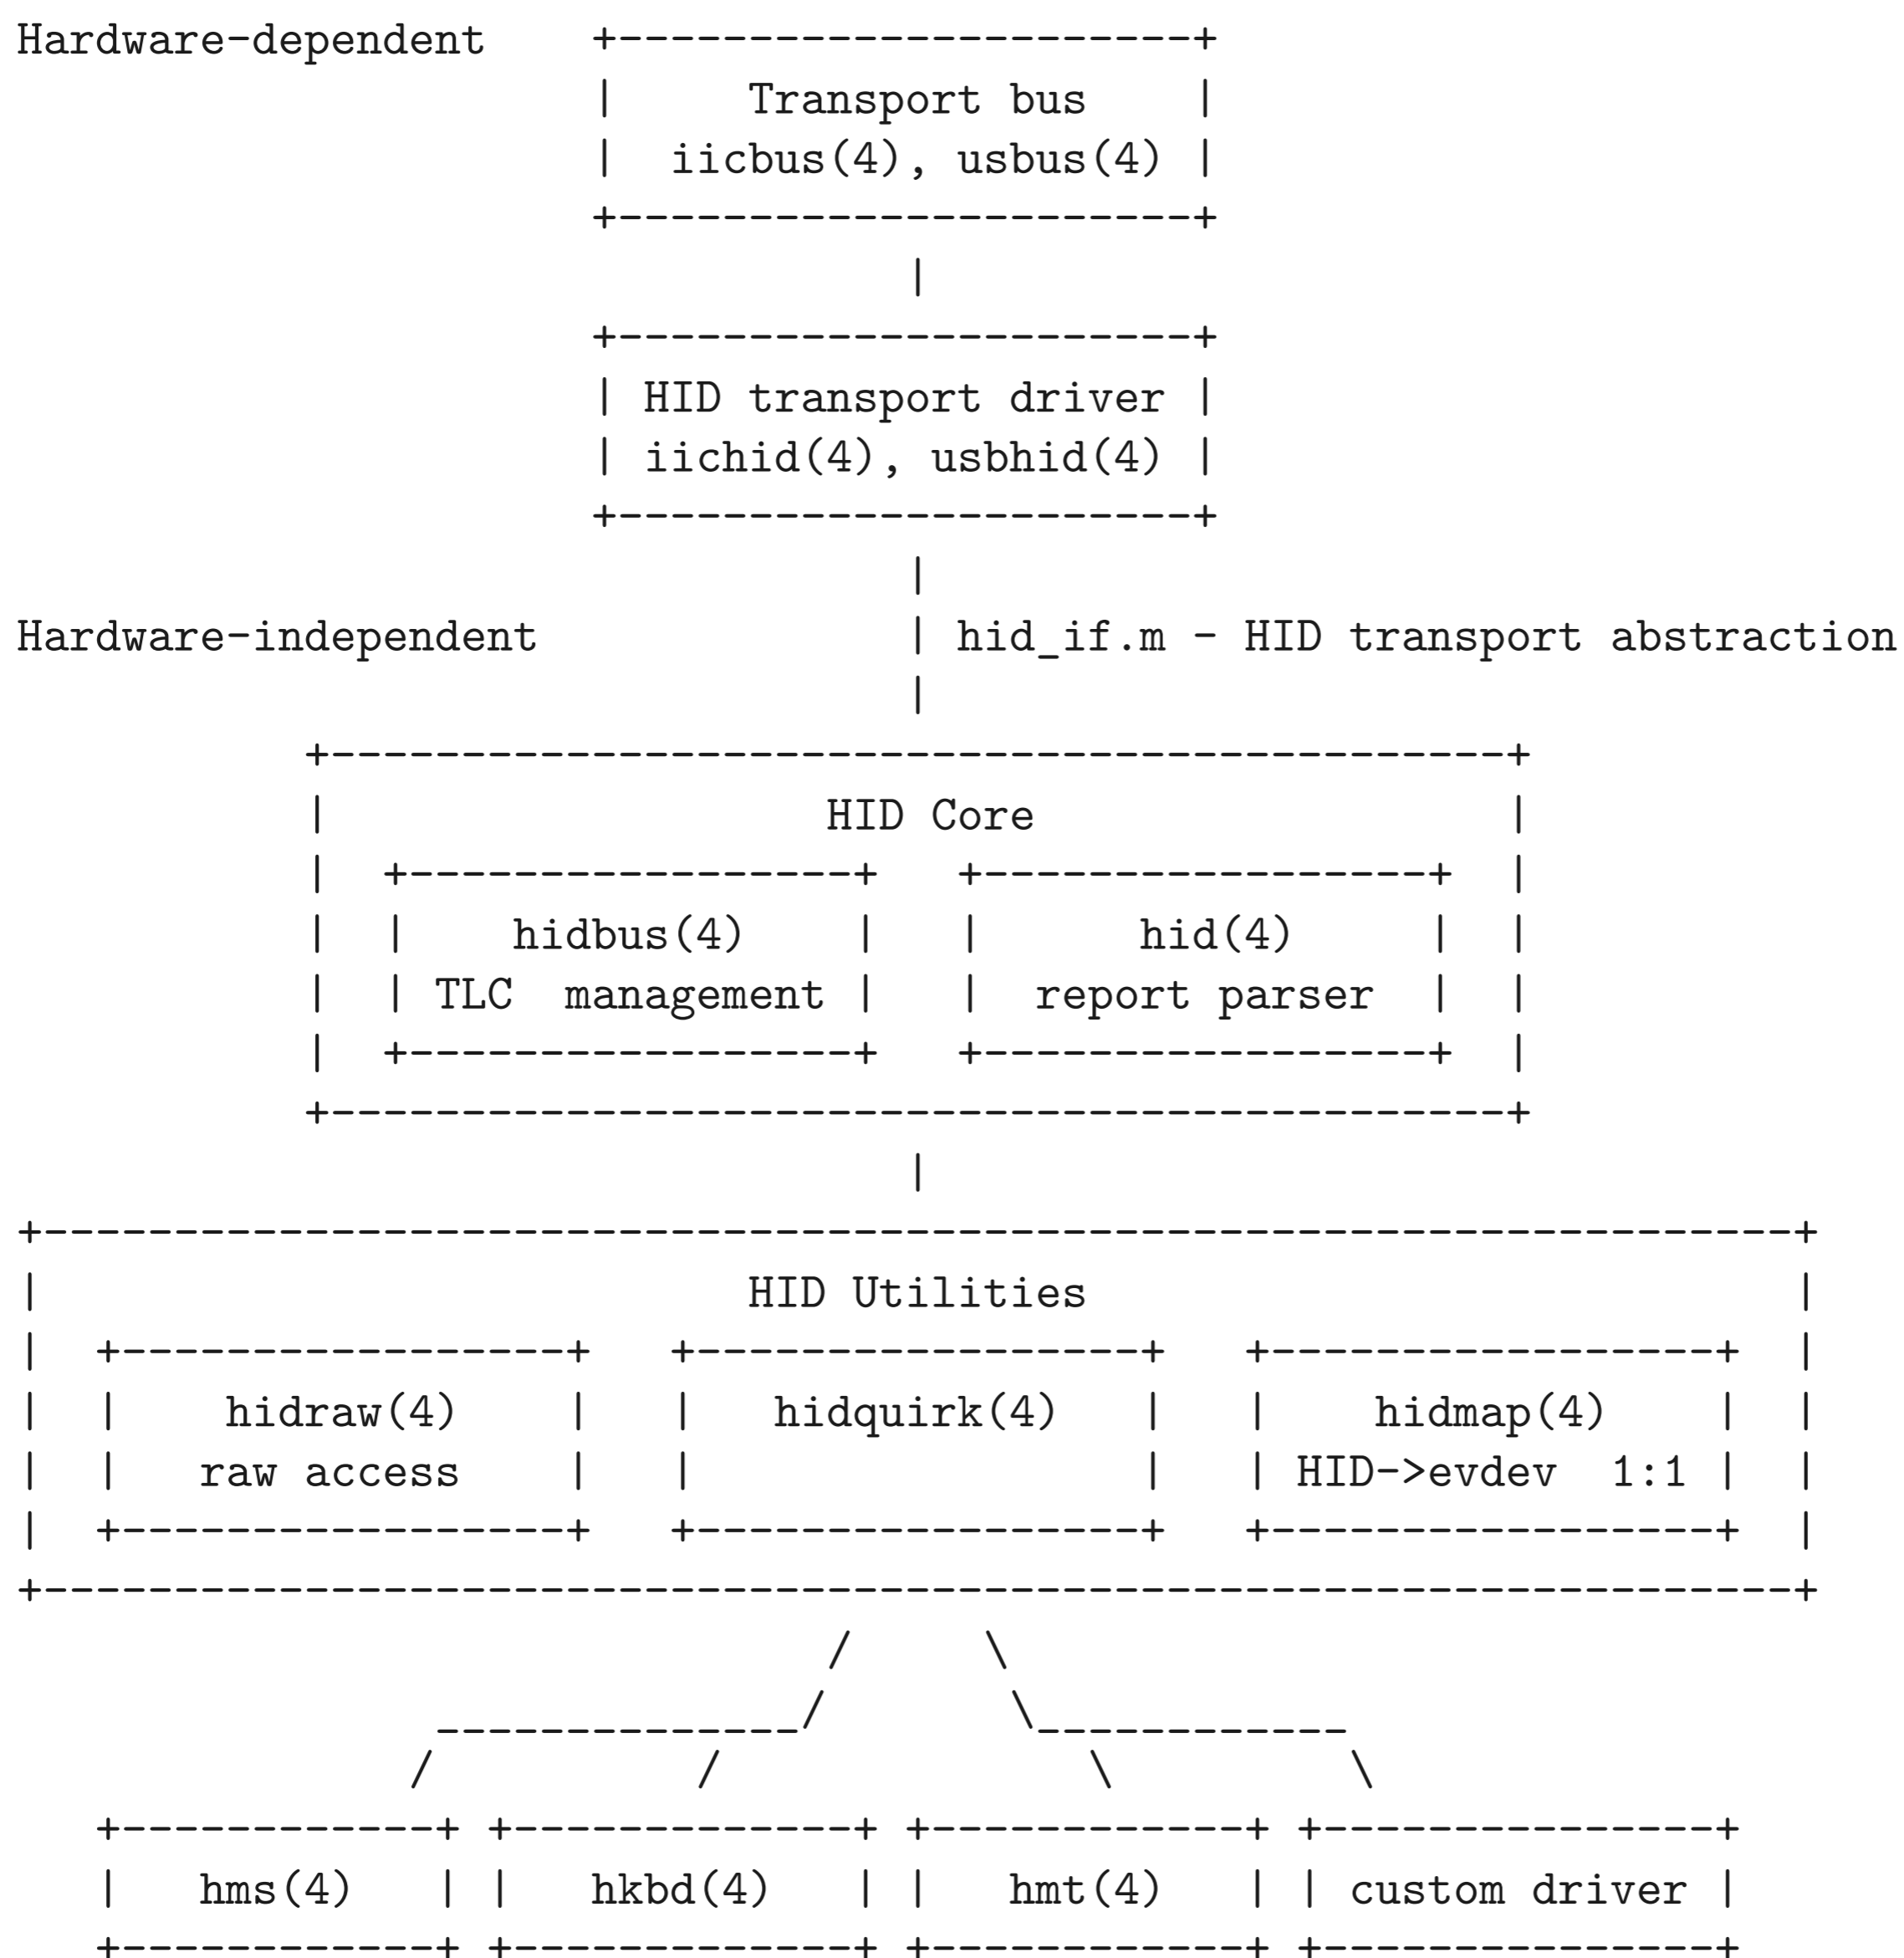 Hardware-dependent    +-----------------------+
                      |     Transport bus     |
                      |  iicbus(4), usbus(4)  |
                      +-----------------------+
                                  |
                      +-----------------------+
                      | HID transport driver |
                      | iichid(4), usbhid(4) |
                      +-----------------------+
                                  |
Hardware-independent              | hid_if.m - HID transport abstraction
                                  |
           +---------------------------------------------+
           |                   HID Core                  |
           |  +-----------------+   +-----------------+  |
           |  |    hidbus(4)    |   |      hid(4)     |  |
           |  | TLC  management |   |  report parser  |  |
           |  +-----------------+   +-----------------+  |
           +---------------------------------------------+
                                  |
+-------------------------------------------------------------------+
|                           HID Utilities                           |
|  +-----------------+   +-----------------+   +-----------------+  |
|  |    hidraw(4)    |   |   hidquirk(4)   |   |    hidmap(4)    |  |
|  |   raw access    |   |                 |   | HID->evdev  1:1 |  |
|  +-----------------+   +-----------------+   +-----------------+  |
+-------------------------------------------------------------------+
                              /     \
                ______________/       \____________
               /          /              \         \
   +------------+ +-------------+ +------------+ +---------------+
   |   hms(4)   | |   hkbd(4)   | |   hmt(4)   | | custom driver |
   +------------+ +-------------+ +------------+ +---------------+